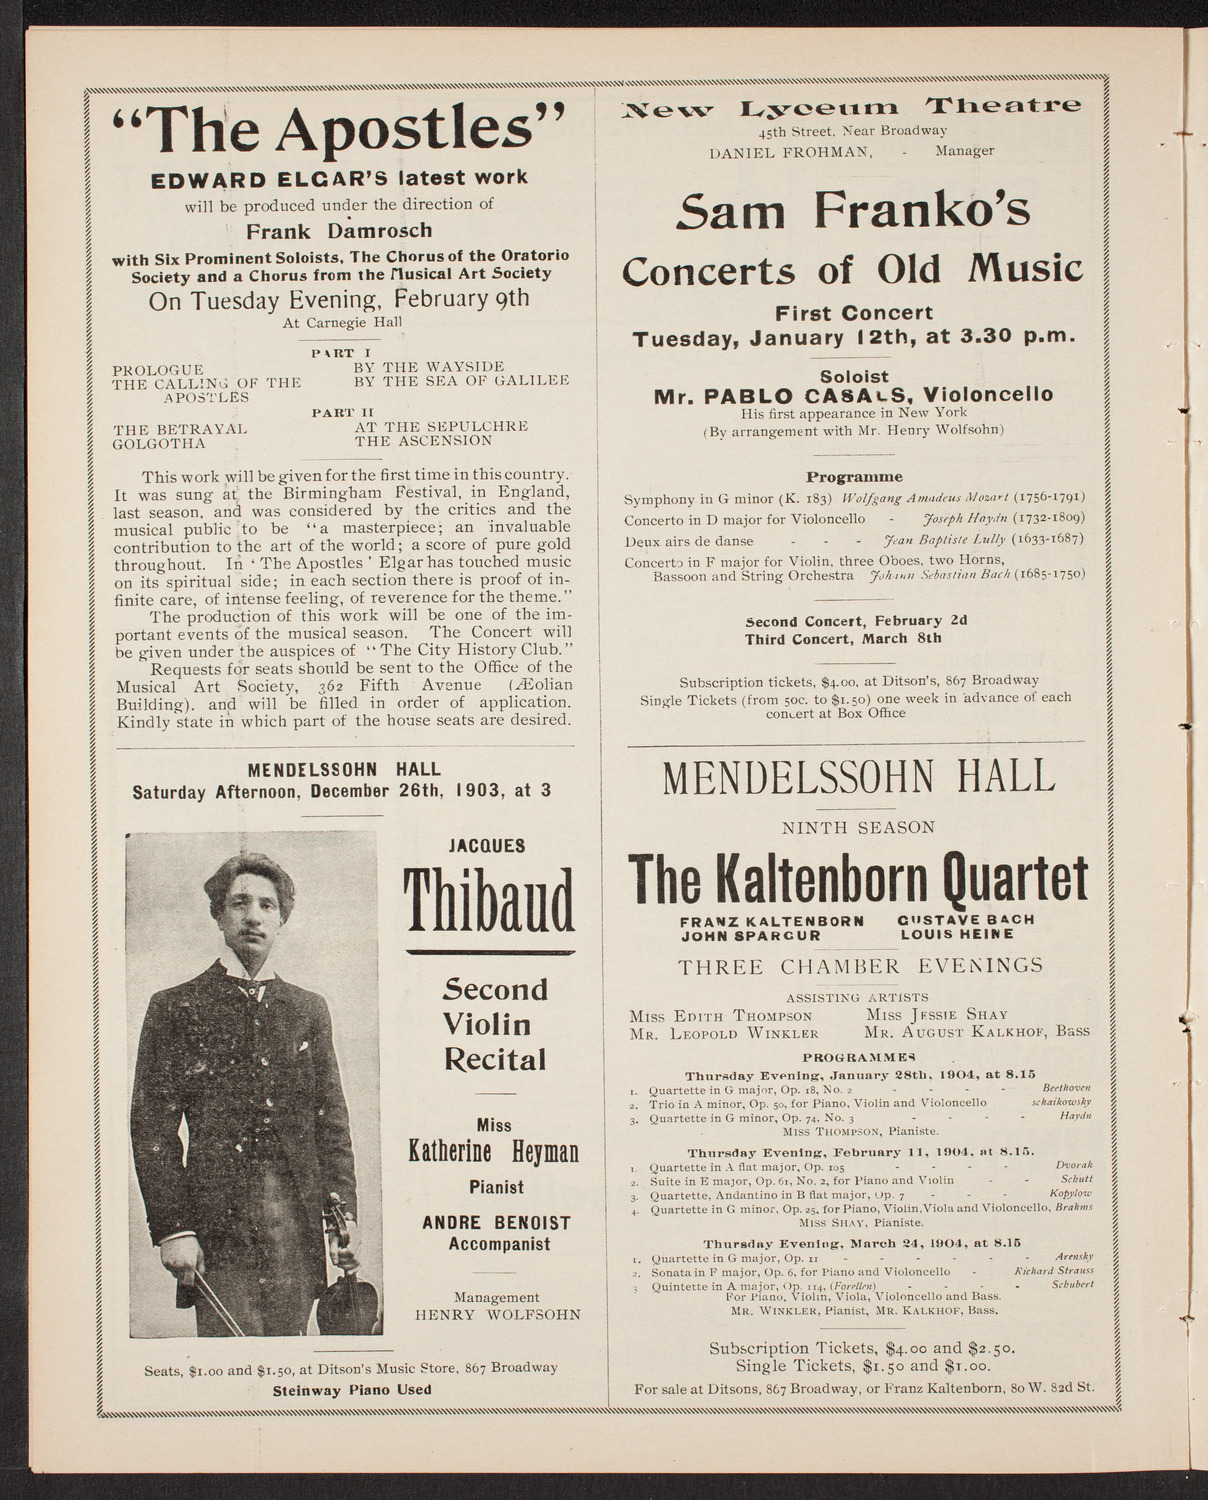 “The Apostles”
EDWARD ELGAR'S latest work
will be produced under the direction of
Frank Damrosch
with Six Prominent Soloists, The Chorus of the Oratorio
Society and a Chorus from the Musical Art Society
On Tuesday Evening, February 9th
At Carnegie Hall
PART I
PROLOGUE BY THE WAYSIDE
THE CALLING OF THE BY THE SEA OF GALILEE
APOSTLES
PART II
THE BETRAYAL AT THE SEPULCHRE
GOLGOTHA THE ASCENSION
This work will be given for the first time in this country.
It was sung at the Birmingham Festival, in England,
last season, and was considered by the critics and the
musical public to be “a masterpiece; an invaluable
contribution to the art of the world; a score of pure gold
throughout. In ‘The Apostles’ Elgar has touched music
on its spiritual side; in each section there is proof of in-
finite care, of intense feeling, of reverence for the theme.”
The production of this work will be one of the im-
portant events of the musical season. The Concert will
be given under the auspices of “The City History Club.”
Requests for seats should be sent to the Office of the
Musical Art Society, 362 Fifth Avenue (Æolian
Building), and will be filled in order of application.
Kindly state in which part of the house seats are desired.
MENDELSSOHN HALL
Saturday Afternoon, December 26th, 1903, at 3
JACQUES
Thibaud
Second
Violin
Recital
Miss
Katherine Heyman
Pianist
ANDRE BENOIST
Accompanist
Management
HENRY WOLFSOHN
Seats, $1.00 and $1.50, at Ditson's Music Store, 867 Broadway
Steinway Piano Used
New Lyceum Theatre
45th Street, Near Broadway
DANIEL FROHMAN, - Manager
Sam Franko's
Concerts of Old Music
First Concert
Tuesday, January 12th, at 3.30 p.m.
Soloist
Mr. PABLO CASALS, Violoncello
His first appearance in New York
(By arrangement with Mr. Henry Wolfsohn)
Programme
Symphony in G minor (K. 183) Wolfgang Amadeus Mozart (1756-1791)
Concerto in D major for Violoncello - Joseph Haydn (1732-1809)
Deux airs de danse - - - Jean Baptiste Lully (1633-1687)
Concerto in F major for Violin, three Oboes, two Horns,
Bassoon and String Orchestra Johann Sebastian Bach (1685-1750)
Second Concert, February 2d
Third Concert, March 8th
Subscription tickets, $4.00, at Ditson's, 867 Broadway
Single Tickets (from 50c. to $1.50) one week in advance of each
concert at Box Office
MENDELSSOHN HALL
NINTH SEASON
The Kaltenborn Quartet
FRANZ KALTENBORN GUSTAVE BACH
JOHN SPARGUR LOUIS HEINE
THREE CHAMBER EVENINGS
ASSISTING ARTISTS
MISS EDITH THOMPSON MISS JESSIE SHAY
MR. LEOPOLD WINKLER MR. AUGUST KALKHOF, Bass
PROGRAMMES
Thursday Evening, January 28th, 1904, at 8.15
1. Quartette in G major, Op. 18, No. 2 - - - - Beethoven
2. Trio in A minor, Op. 50, for Piano, Violin and Violoncello schaikowsky
3. Quartette in G minor, Op. 74, No. 3 - - - - Haydn
MISS THOMPSON, Pianiste.
Thursday Evening, February 11, 1904, at 8.15.
1. Quartette in A flat major, Op. 105 - - - - Dvorak
2. Suite in E major, Op. 61, No. 2, for Piano and Violin - - Schutt
3. Quartette, Andantino in B flat major, Op. 7 - - - Kopylow
4. Quartette in G minor, Op. 25, for Piano, Violin, Viola and Violoncello, Brahms
MISS SHAY, Pianiste.
Thursday Evening, March 24, 1904, at 8.15
1. Quartette in G major, Op. 11 - - - - - - Arensky
2. Sonata in F major, Op. 6, for Piano and Violoncello - Richard Strauss
3 Quintette in A major, Op. 114, (Forellen) - - - - Schubert
For Piano, Violin, Viola, Violoncello and Bass.
MR. WINKLER, Pianist, MR. KALKHOF, Bass.
Subscription Tickets, $4.00 and $2.50.
Single Tickets, $1.50 and $1.00.
For sale at Ditsons, 867 Broadway, or Franz Kaltenborn, 80 W. 82d St.